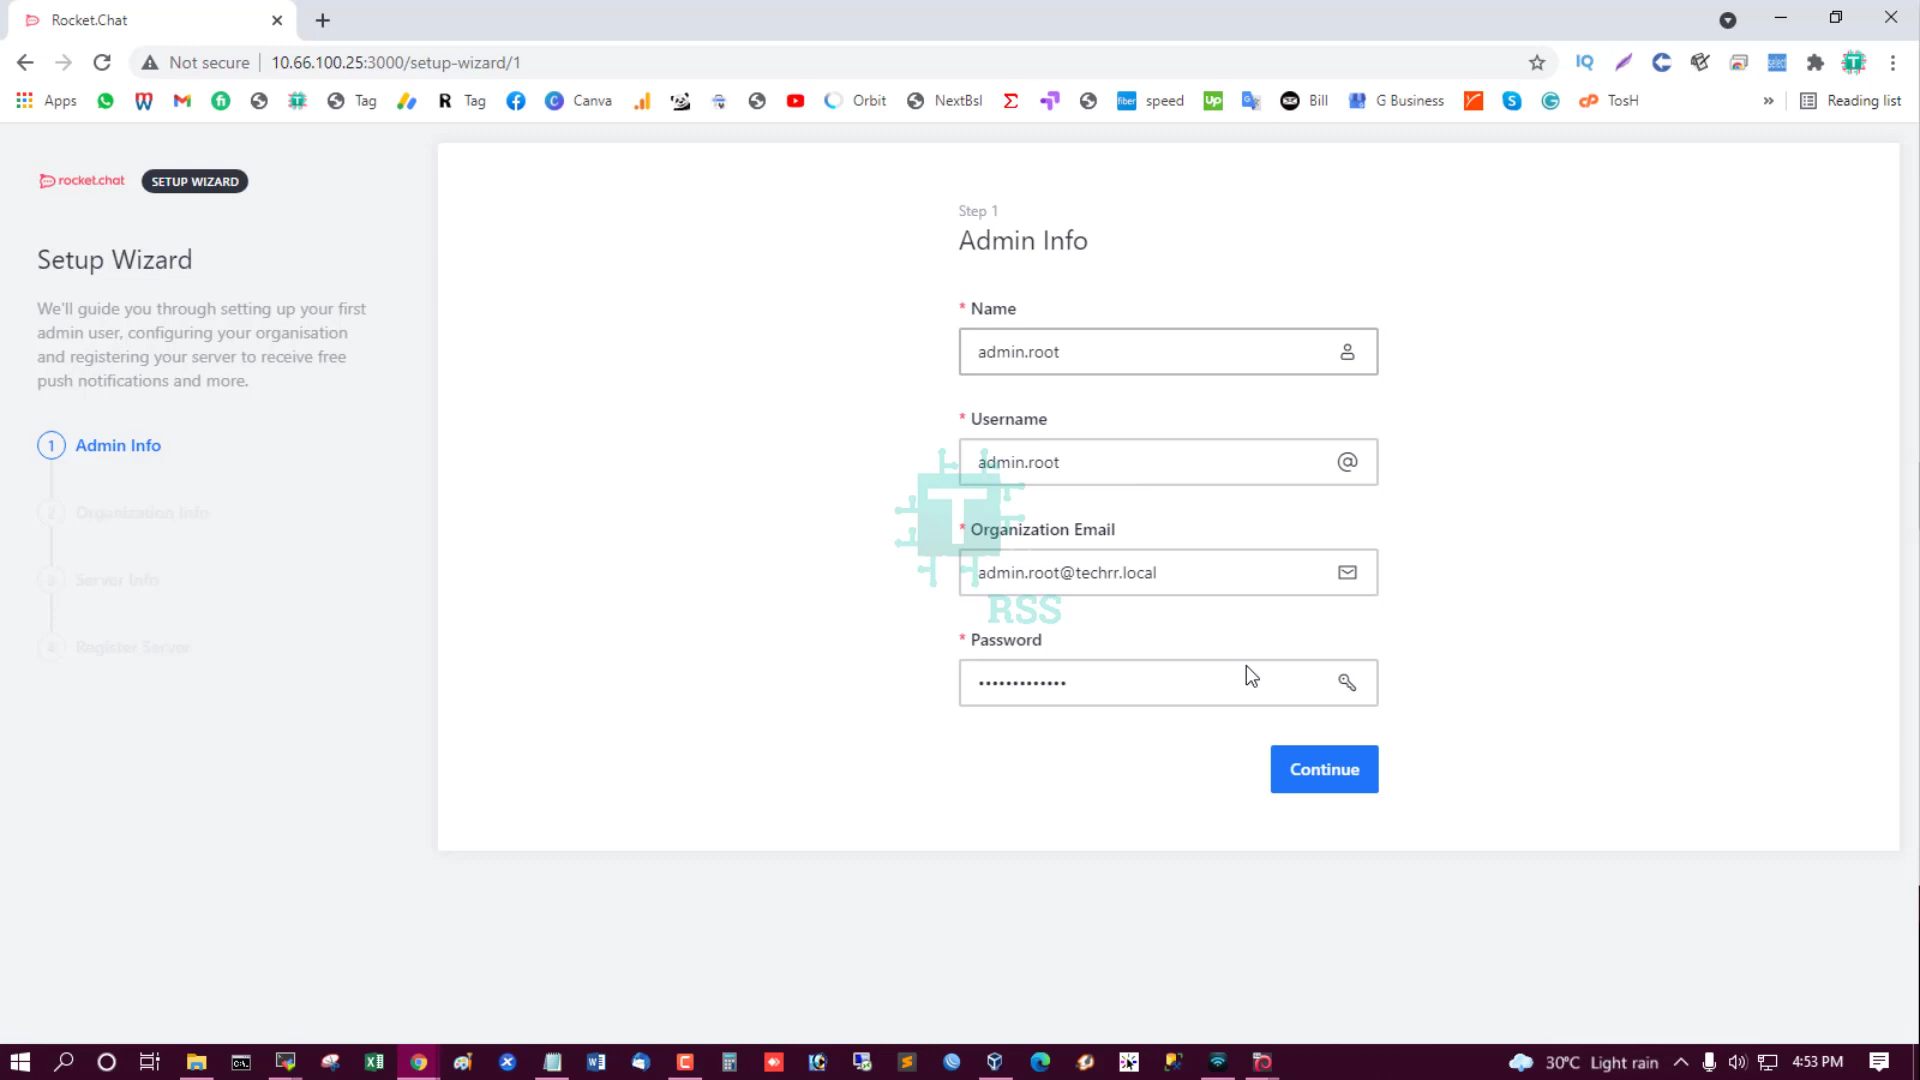 Rocket.Chat
Not secure
10.66.100.25:3000/setup-wizard/1
Apps
Tag
R Tag
Canva
Orbit
NextBsl
fiber speed
Up
Bill
G Business
cP TosH
»
Reading list
rocket.chat
SETUP WIZARD
Setup Wizard
We'll guide you through setting up your first
admin user, configuring your organisation
and registering your server to receive free
push notifications and more.
1 Admin Info
2 Organization Info
3 Server Info
4 Register Server
Step 1
Admin Info
* Name
admin.root
* Username
admin.root
@
* Organization Email
admin.root@techrr.local
T
RSS
* Password
•••••••••••••
Continue
30°C Light rain
4:53 PM